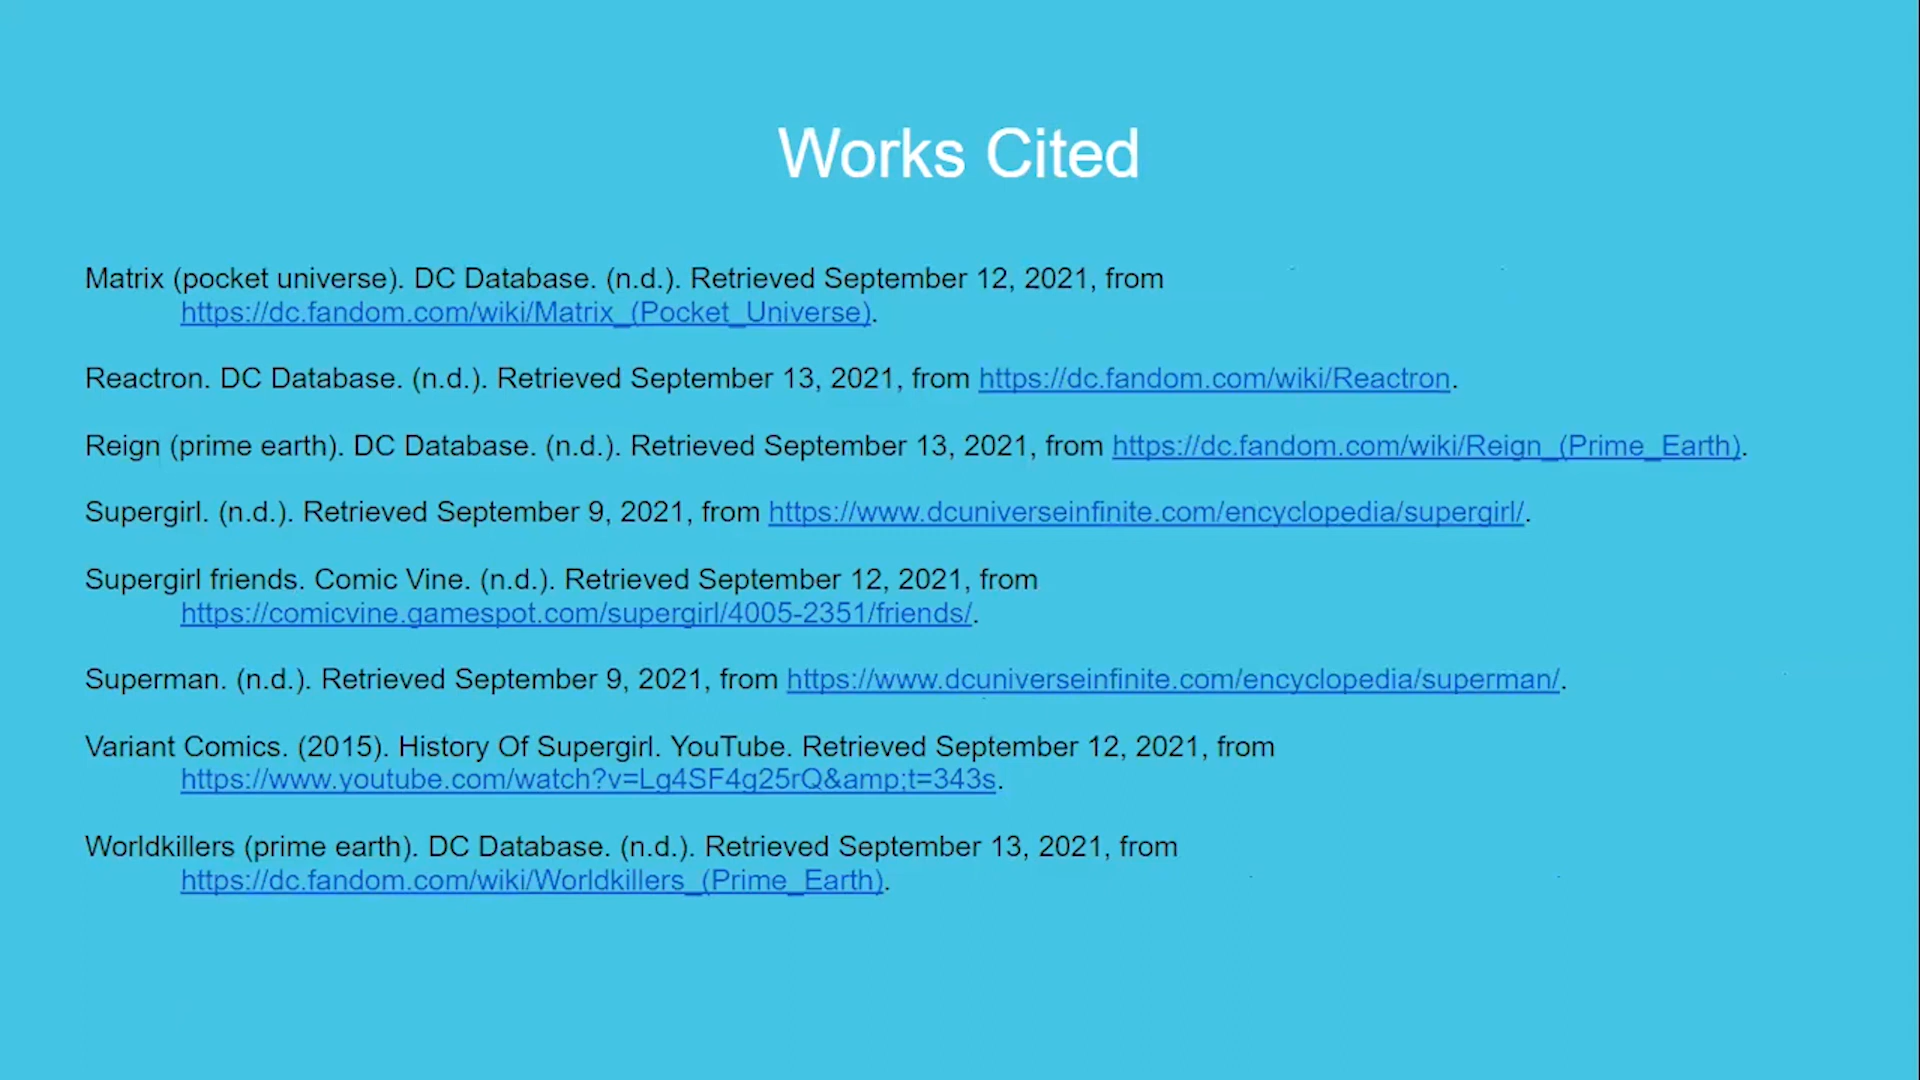 Works Cited
Matrix (pocket universe). DC Database. (n.d.). Retrieved September 12, 2021, from
https://dc.fandom.com/wiki/Matrix_(Pocket_Universe).
Reactron. DC Database. (n.d.). Retrieved September 13, 2021, from https://dc.fandom.com/wiki/Reactron.
Reign (prime earth). DC Database. (n.d.). Retrieved September 13, 2021, from https://dc.fandom.com/wiki/Reign_(Prime_Earth).
Supergirl. (n.d.). Retrieved September 9, 2021, from https://www.dcuniverseinfinite.com/encyclopedia/supergirl/.
Supergirl friends. Comic Vine. (n.d.). Retrieved September 12, 2021, from
https://comicvine.gamespot.com/supergirl/4005-2351/friends/.
Superman. (n.d.). Retrieved September 9, 2021, from https://www.dcuniverseinfinite.com/encyclopedia/superman/.
Variant Comics. (2015). History Of Supergirl. YouTube. Retrieved September 12, 2021, from
https://www.youtube.com/watch?v=Lg4SF4g25rQ&amp;t=343s.
Worldkillers (prime earth). DC Database. (n.d.). Retrieved September 13, 2021, from
https://dc.fandom.com/wiki/Worldkillers_(Prime_Earth).